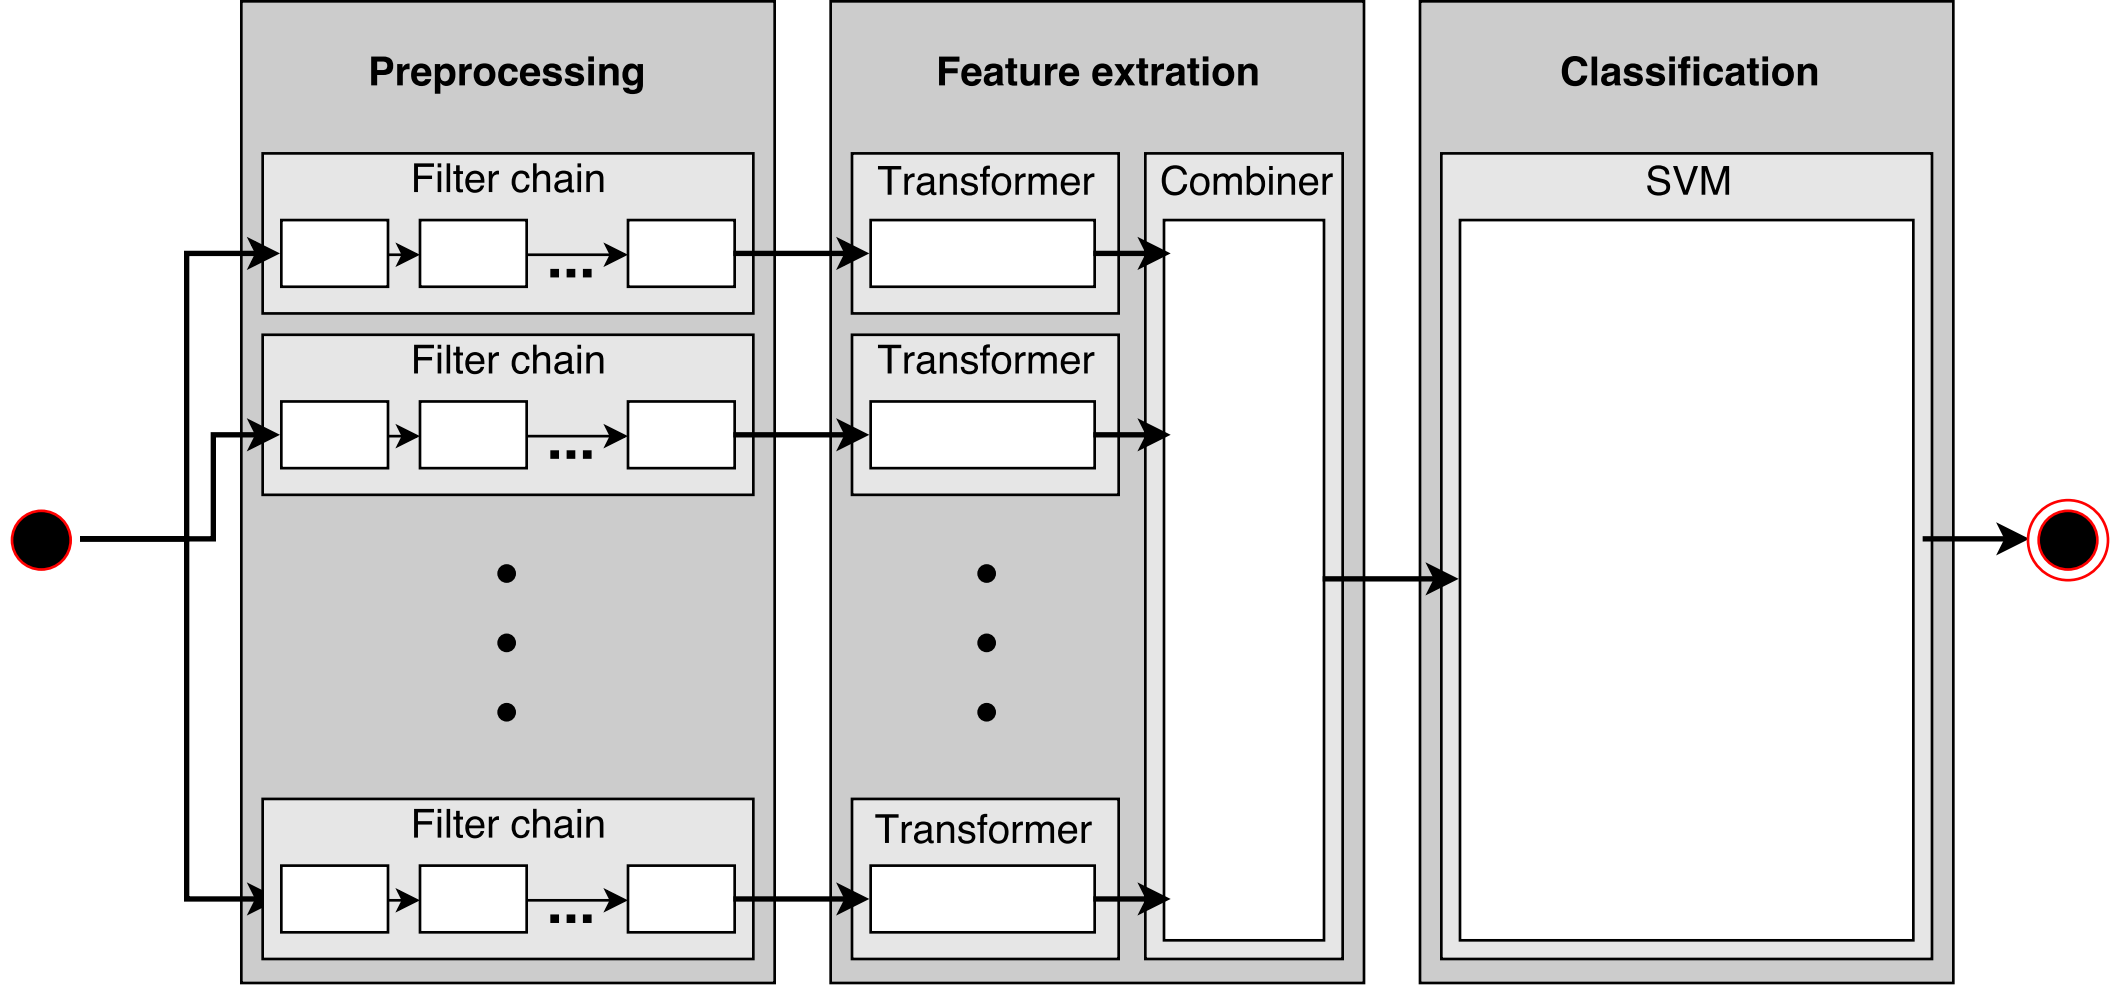 Preprocessing
Feature extration
Classification
Filter chain
Transformer
Combiner
SVM
...
Filter chain
Transformer
...
Filter chain
Transformer
...